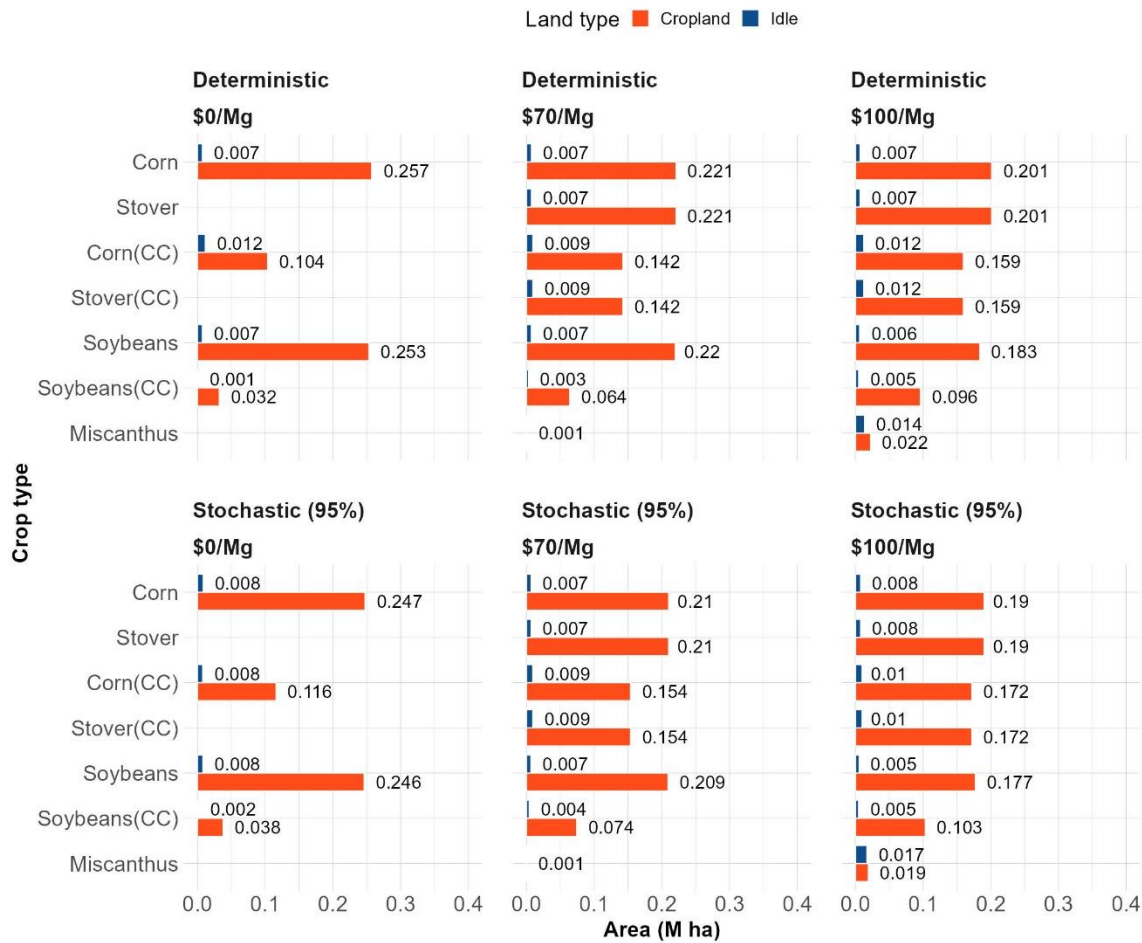 Land type Cropland Idle
Deterministic Deterministic Deterministic
$0/Mg $70/Mg $100/Mg
0.007 0.007 0.007
Corn 0.257 0.221 0.201
0.007 0.007
Stover 0.221 0.201
0.012 0.009 0.012
Corn(CC) 0.104 0.142 0.159
0.009 0.012
Stover(CC) 0.142 0.159
0.007 0.007 0.006
Soybeans 0.253 0.22 0.183
0.001 0.003 0.005
Soybeans(CC) 0.032 0.064 0.096
0.014
Miscanthus 0.001 0.022
Crop type
Stochastic (95%) Stochastic (95%) Stochastic (95%)
$0/Mg $70/Mg $100/Mg
0.008 0.007 0.008
Corn 0.247 0.21 0.19
0.007 0.008
Stover 0.21 0.19
0.008 0.009 0.01
Corn(CC) 0.116 0.154 0.172
0.009 0.01
Stover(CC) 0.154 0.172
0.008 0.007 0.005
Soybeans 0.246 0.209 0.177
0.002 0.004 0.005
Soybeans(CC) 0.038 0.074 0.103
0.017
Miscanthus 0.001 0.019
0.0 0.1 0.2 0.3 0.4 0.0 0.1 0.2 0.3 0.4 0.0 0.1 0.2 0.3 0.4
Area (M ha)